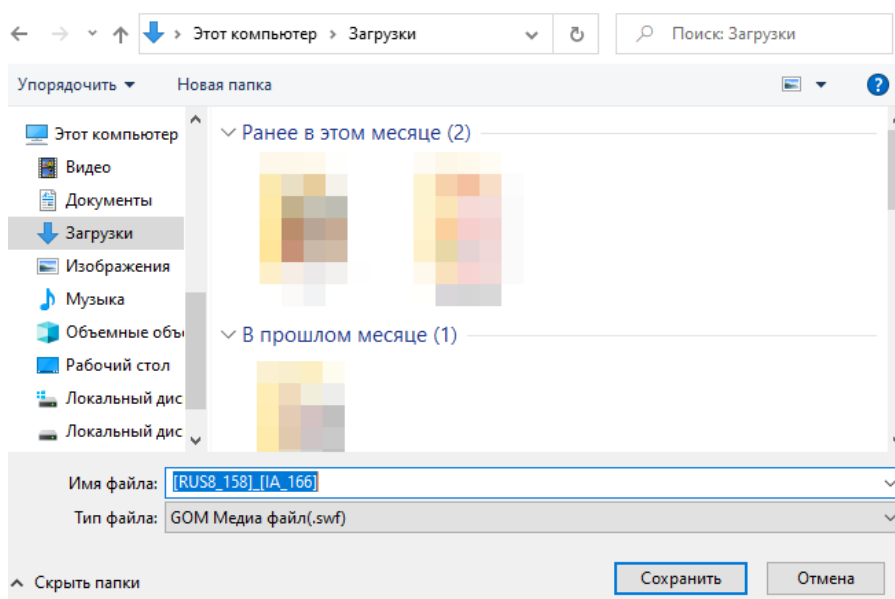 Этот компьютер › Загрузки
Поиск: Загрузки
Упорядочить
Новая папка
Этот компьютер
Видео
Документы
Загрузки
Изображения
Музыка
Объемные объ
Рабочий стол
Локальный дис
Локальный дис
Ранее в этом месяце (2)
В прошлом месяце (1)
Имя файла: [RUS8_158]_[IA_166]
Тип файла: GOM Медиа файл(.swf)
Скрыть папки
Сохранить
Отмена